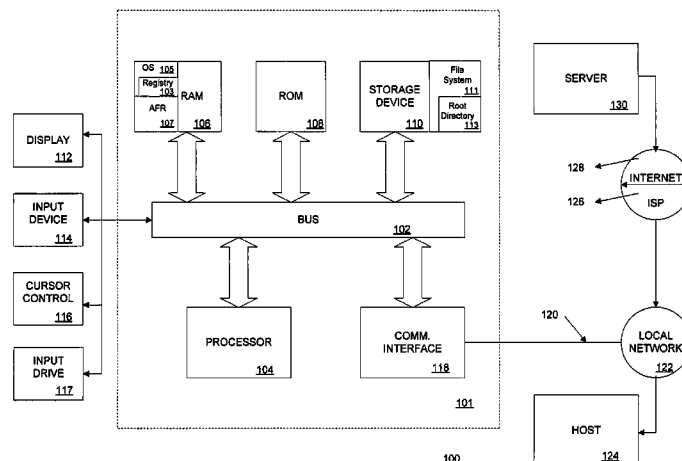 OS 105
Registry
103
AFR
107
RAM
106
ROM
108
STORAGE
DEVICE
110
File
System
111
Root
Directory
113
SERVER
130
DISPLAY
112
INPUT
DEVICE
114
CURSOR
CONTROL
116
INPUT
DRIVE
117
BUS
102
128
126
INTERNET
ISP
PROCESSOR
104
COMM.
INTERFACE
118
120
LOCAL
NETWORK
122
101
HOST
124
100